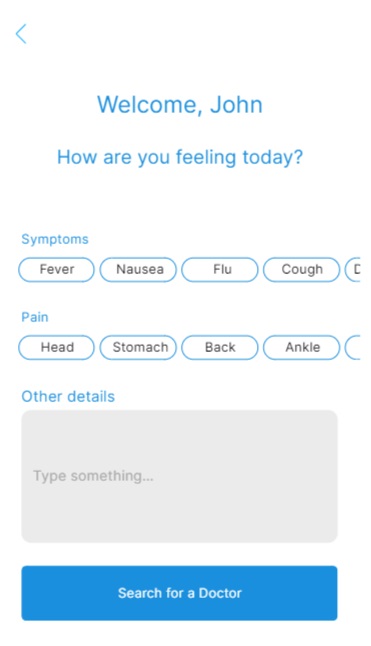 Welcome, John
How are you feeling today?
Symptoms
Fever Nausea Flu Cough
Pain
Head Stomach Back Ankle
Other details
Type something...
Search for a Doctor